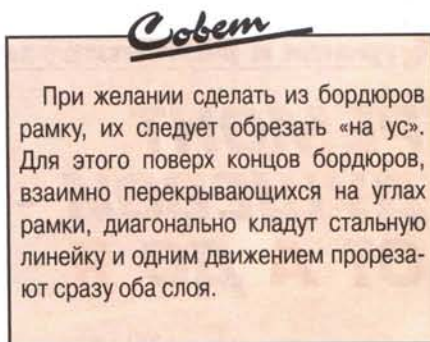 Совет
При желании сделать из бордюров
рамку, их следует обрезать «на ус».
Для этого поверх концов бордюров,
взаимно перекрывающихся на углах
рамки, диагонально кладут стальную
линейку и одним движением прореза-
ют сразу оба слоя.